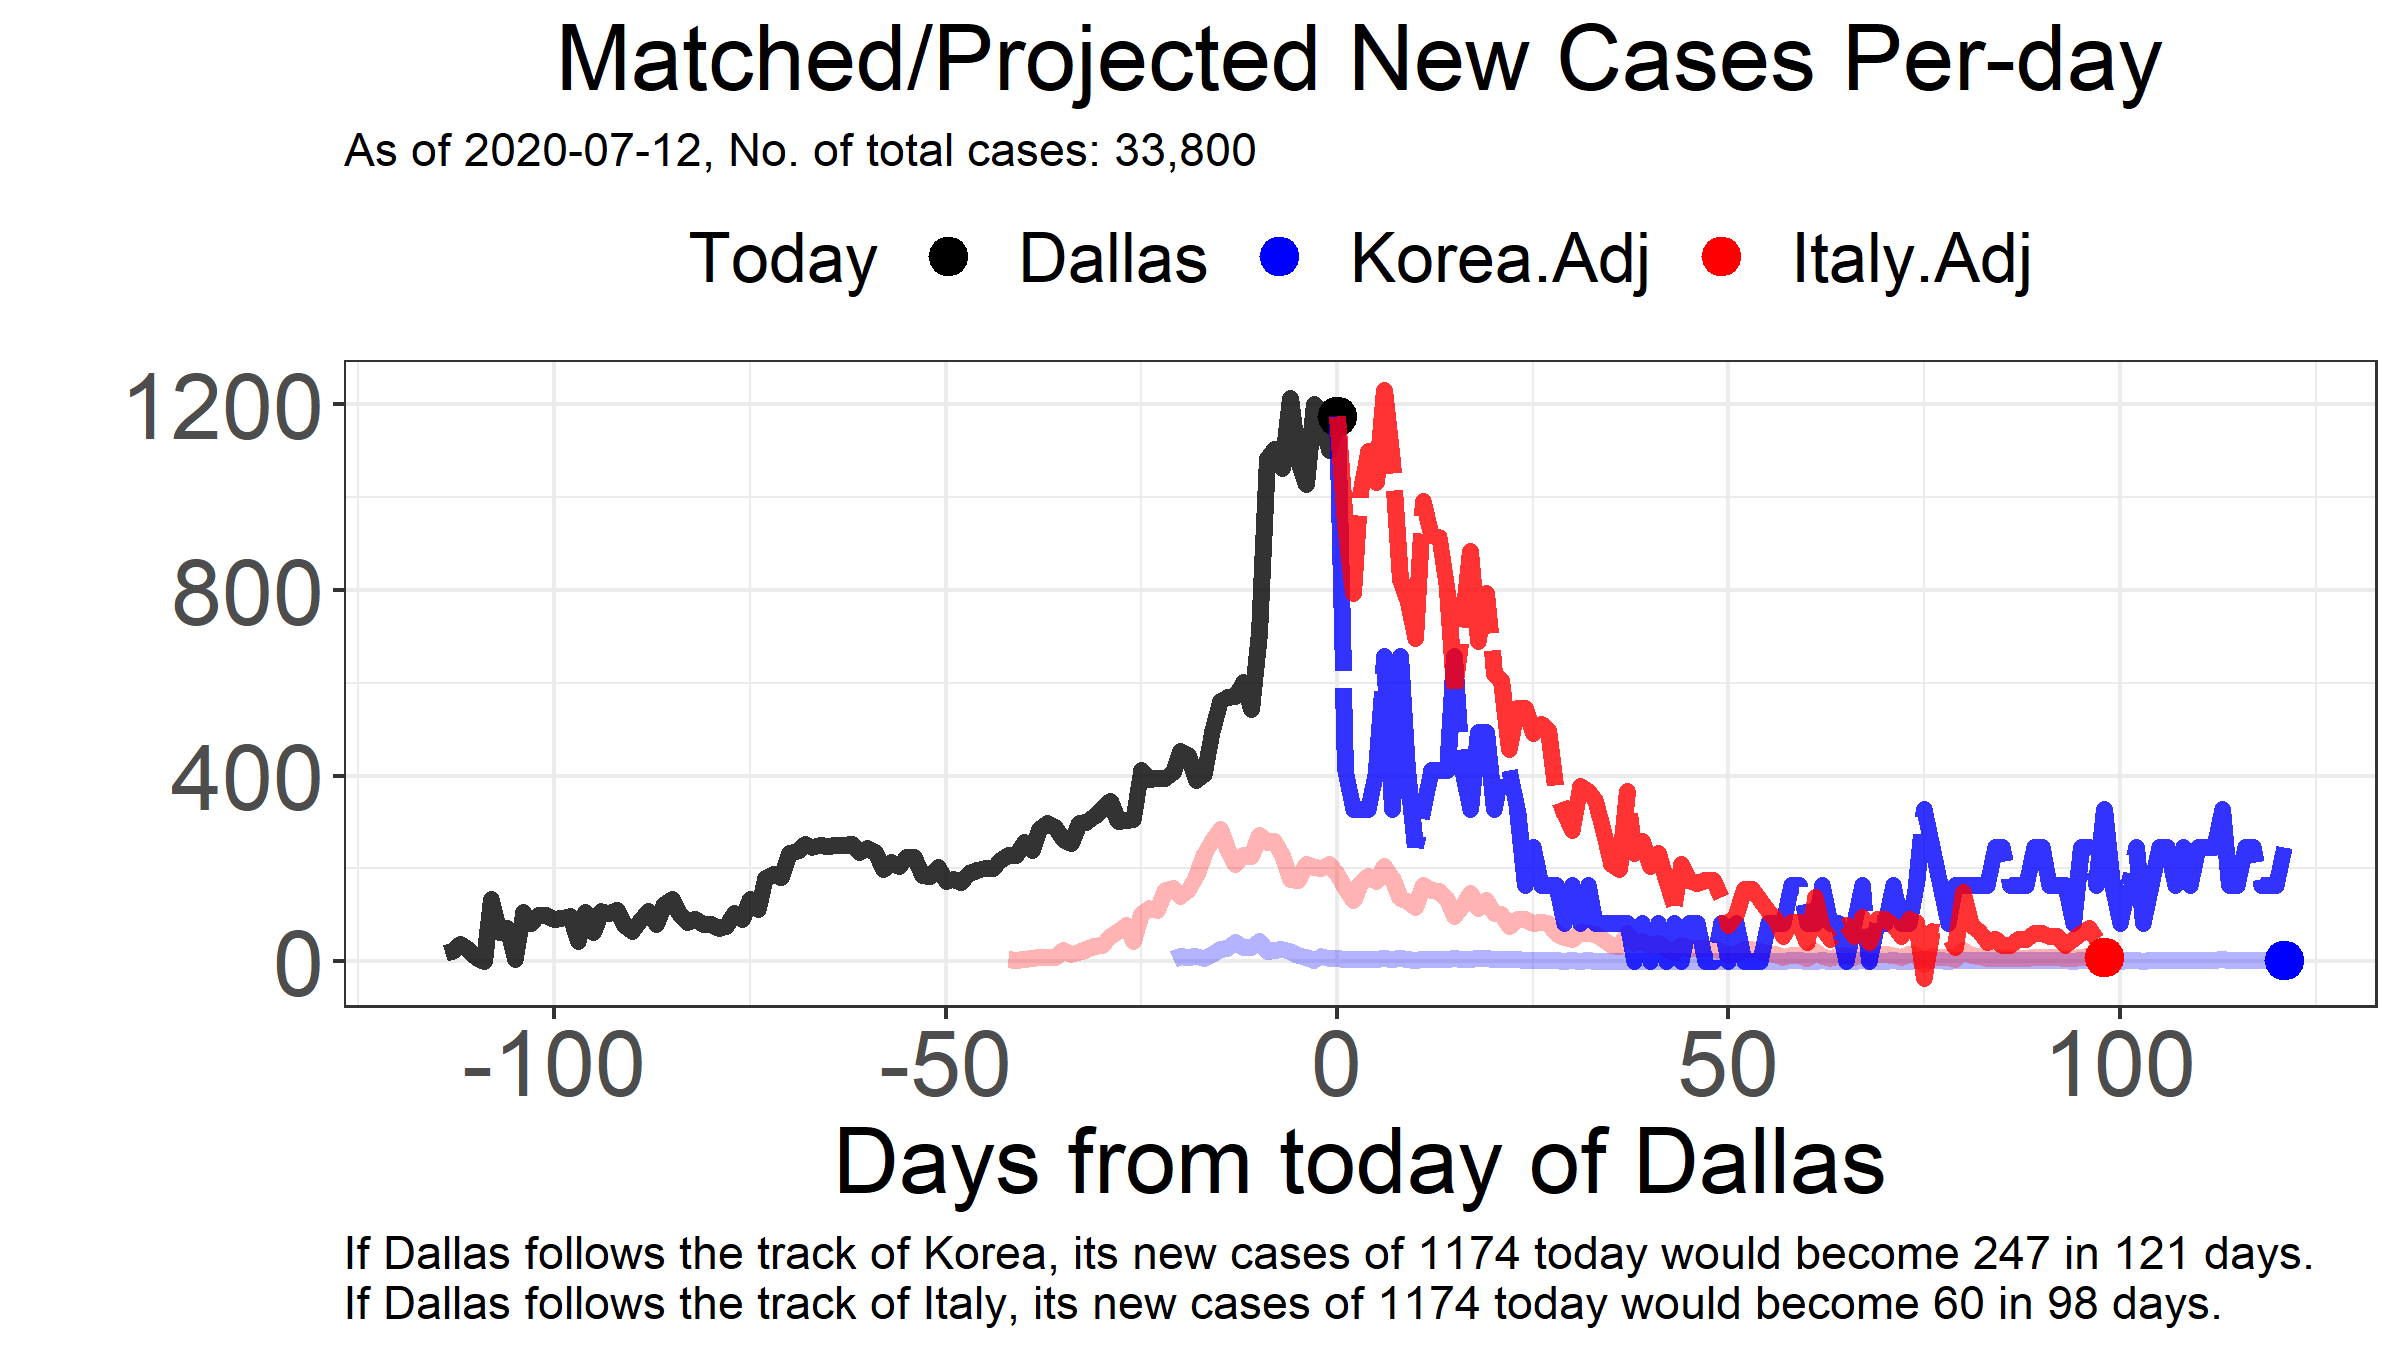 Matched/Projected New Cases Per-day
As of 2020-07-12, No. of total cases: 33,800
Today Dallas Korea.Adj Italy.Adj
1200
800
400
0
-100 -50 0 50 100
Days from today of Dallas
If Dallas follows the track of Korea, its new cases of 1174 today would become 247 in 121 days.
If Dallas follows the track of Italy, its new cases of 1174 today would become 60 in 98 days.